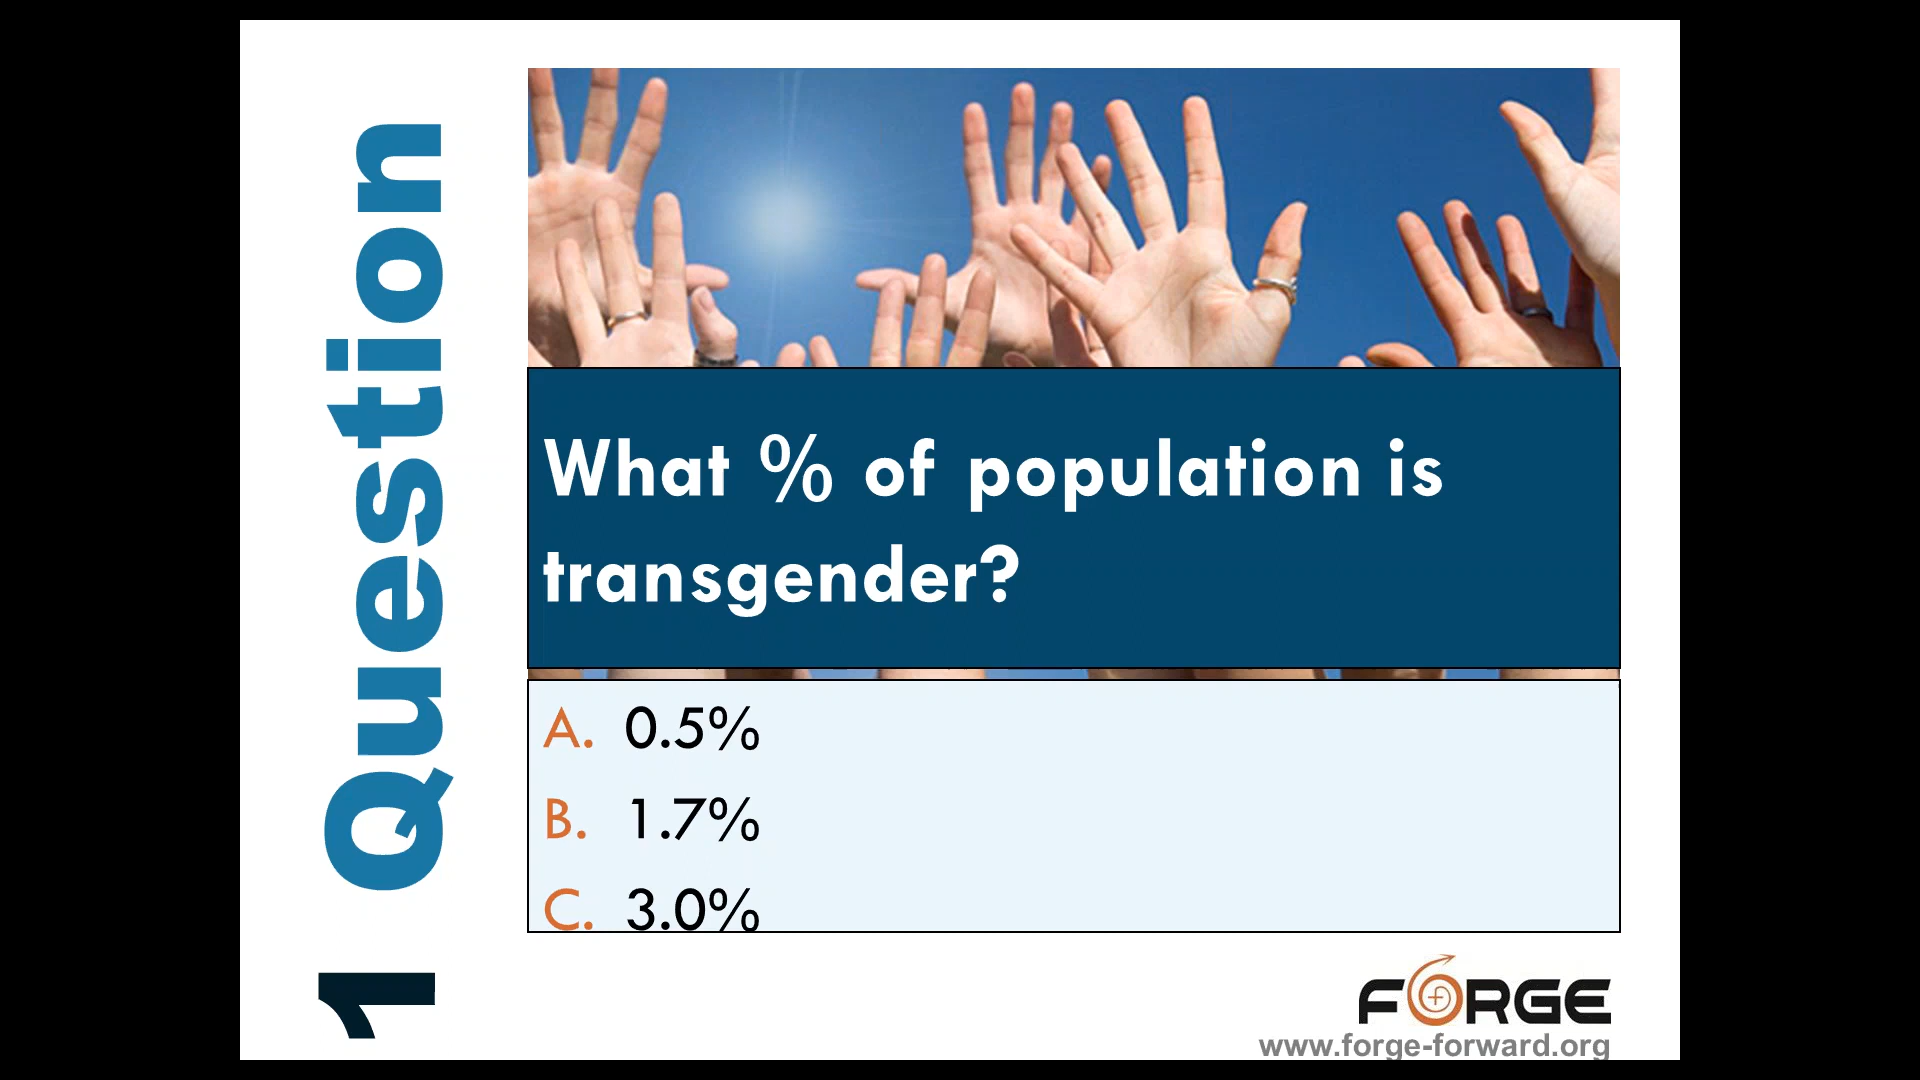 1 Question
What % of population is
transgender?
A. 0.5%
B. 1.7%
C. 3.0%
FORGE
www.forge-forward.org